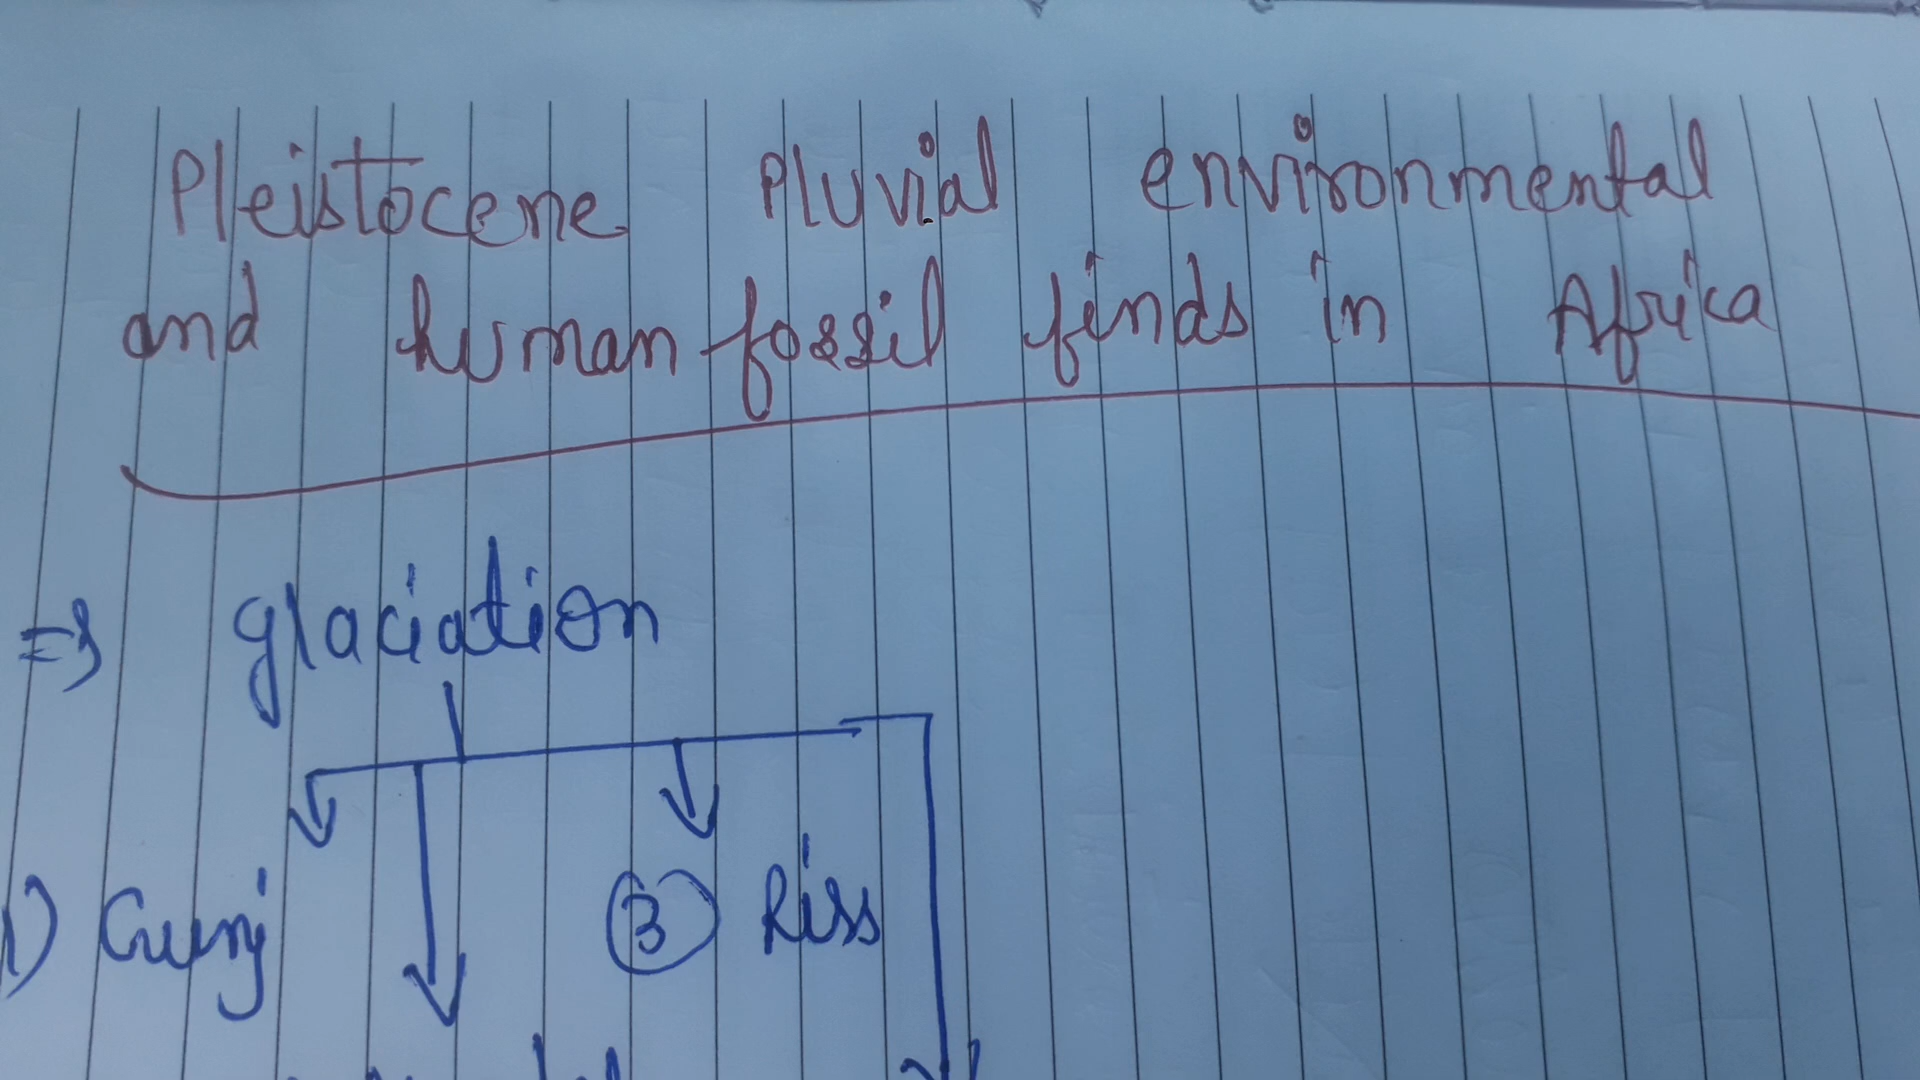 Pleistocene Pluvial environmental
and human fossil finds in Africa
=> glaciation
1) Gunj
3 Riss